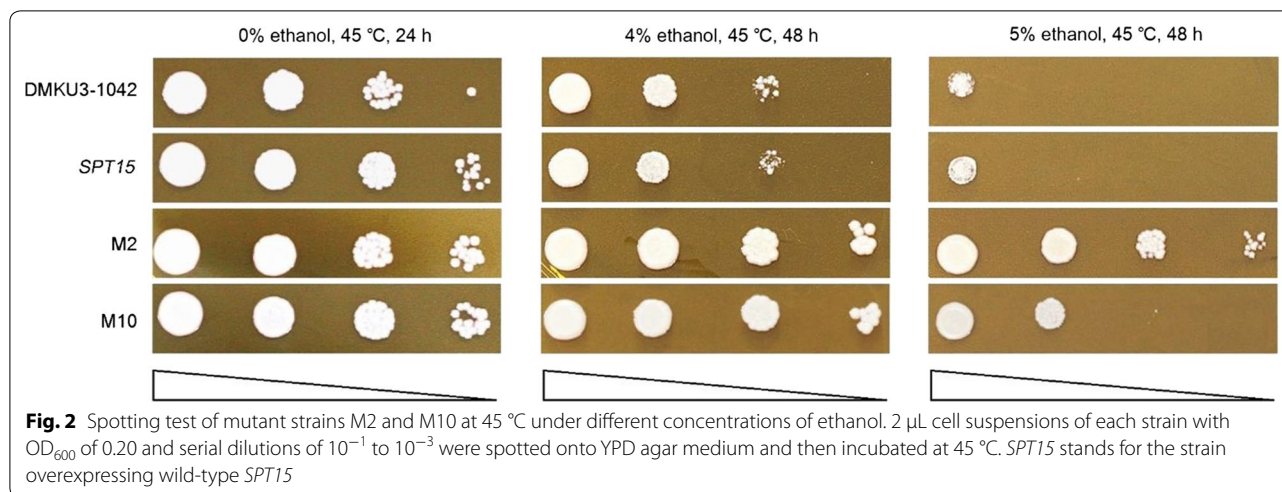 0% ethanol, 45 °C, 24 h
4% ethanol, 45 °C, 48 h
5% ethanol, 45 °C, 48 h
DMKU3-1042
SPT15
M2
M10
Fig. 2 Spotting test of mutant strains M2 and M10 at 45 °C under different concentrations of ethanol. 2 µL cell suspensions of each strain with
OD₆₀₀ of 0.20 and serial dilutions of 10⁻¹ to 10⁻³ were spotted onto YPD agar medium and then incubated at 45 °C. SPT15 stands for the strain
overexpressing wild-type SPT15